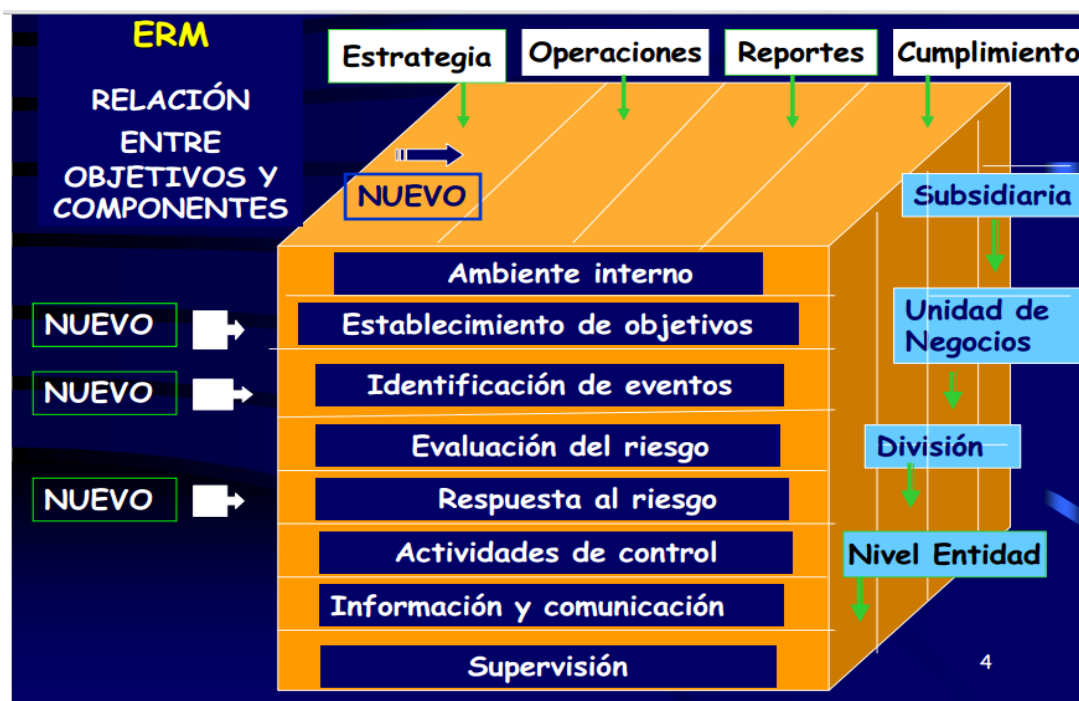 ERM
RELACIÓN
ENTRE
OBJETIVOS Y
COMPONENTES
Estrategia
Operaciones
Reportes
Cumplimiento
NUEVO
Subsidiaria
Unidad de
Negocios
División
Nivel Entidad
Ambiente interno
NUEVO
Establecimiento de objetivos
NUEVO
Identificación de eventos
Evaluación del riesgo
NUEVO
Respuesta al riesgo
Actividades de control
Información y comunicación
Supervisión
4